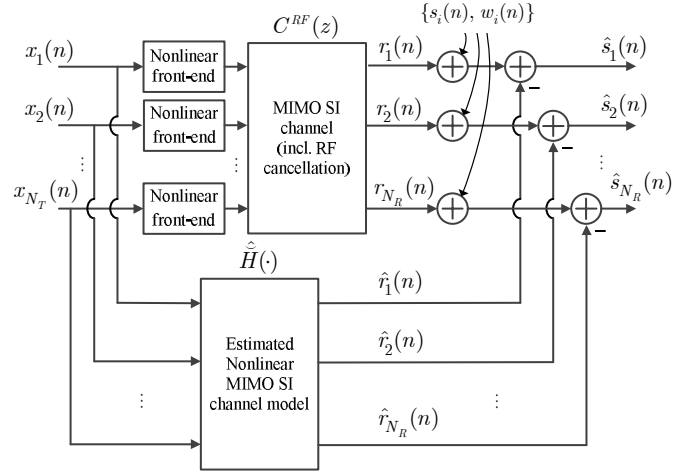 {s_i(n), w_i(n)}
C^{RF}(z)
x_1(n)
Nonlinear
front-end
r_1(n)
ŝ_1(n)
x_2(n)
Nonlinear
front-end
MIMO SI
channel
(incl. RF
cancellation)
r_2(n)
ŝ_2(n)
x_{N_T}(n)
Nonlinear
front-end
r_{N_R}(n)
ŝ_{N_R}(n)
Ĥ̆(·)
r̂_1(n)
Estimated
Nonlinear
MIMO SI
channel model
r̂_2(n)
r̂_{N_R}(n)